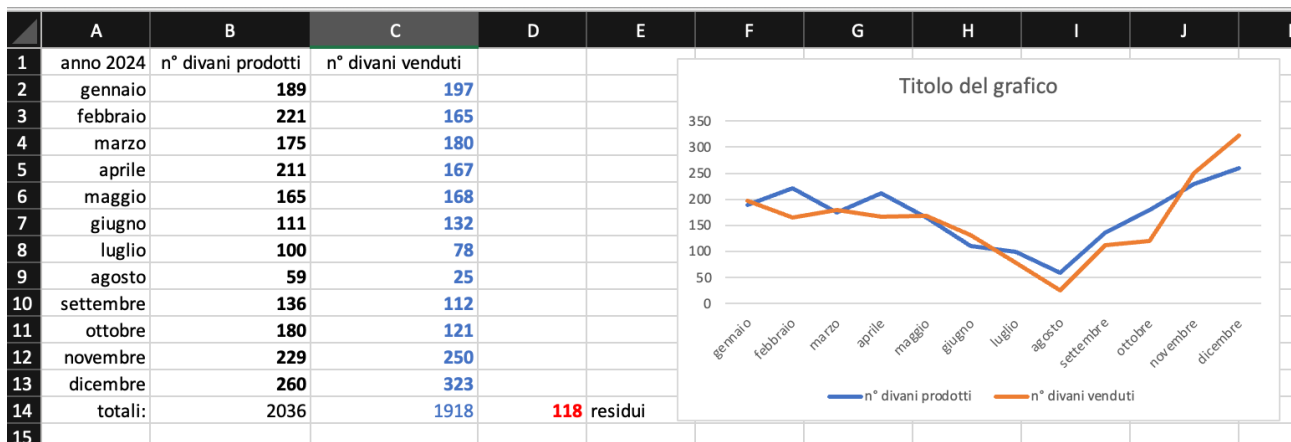 A B C D E F G H I J
1 anno 2024 n° divani prodotti n° divani venduti
2 gennaio 189 197
3 febbraio 221 165
4 marzo 175 180
5 aprile 211 167
6 maggio 165 168
7 giugno 111 132
8 luglio 100 78
9 agosto 59 25
10 settembre 136 112
11 ottobre 180 121
12 novembre 229 250
13 dicembre 260 323
14 totali: 2036 1918 118 residui
15
Titolo del grafico
350
300
250
200
150
100
50
0
gennaio febbraio marzo aprile maggio giugno luglio agosto settembre ottobre novembre dicembre
n° divani prodotti n° divani venduti